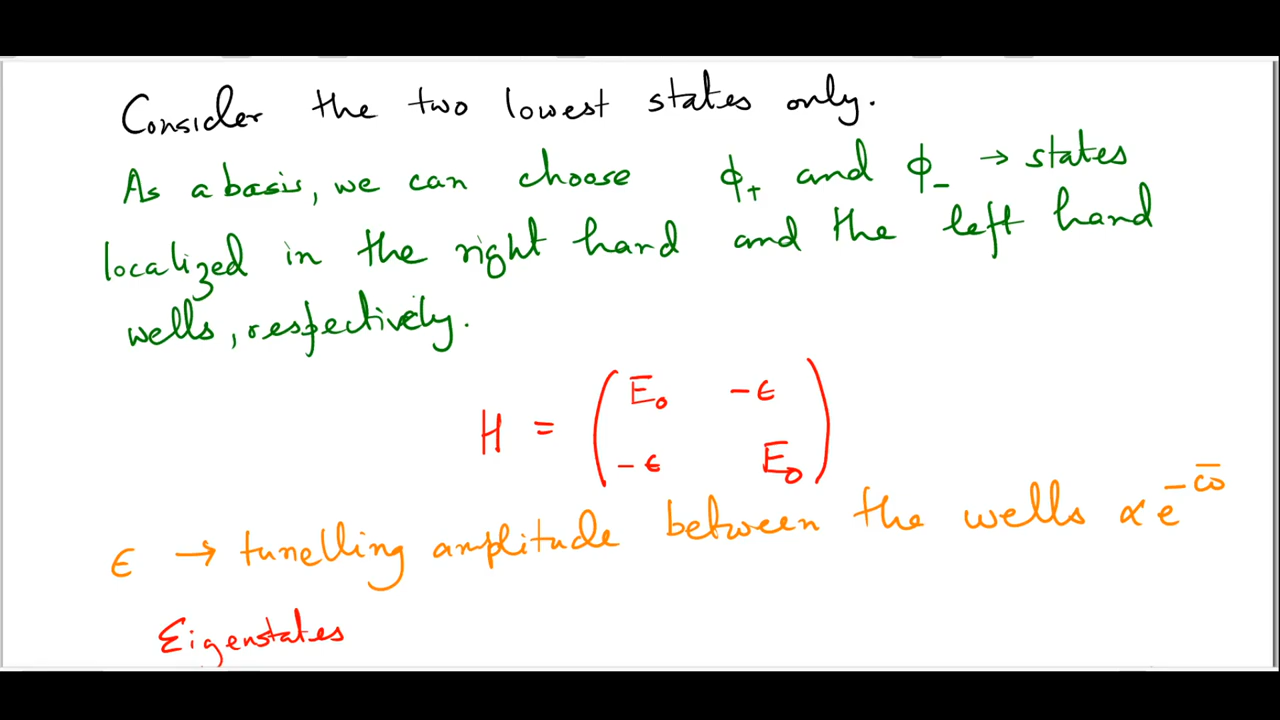 Consider the two lowest states only.
As a basis, we can choose ϕ₊ and ϕ₋ → states
localized in the right hand and the left hand
wells, respectively.
H = ( E₀ -ϵ
-ϵ E₀ )
ϵ → tunelling amplitude between the wells ∝ e^-ω̄
Eigenstates